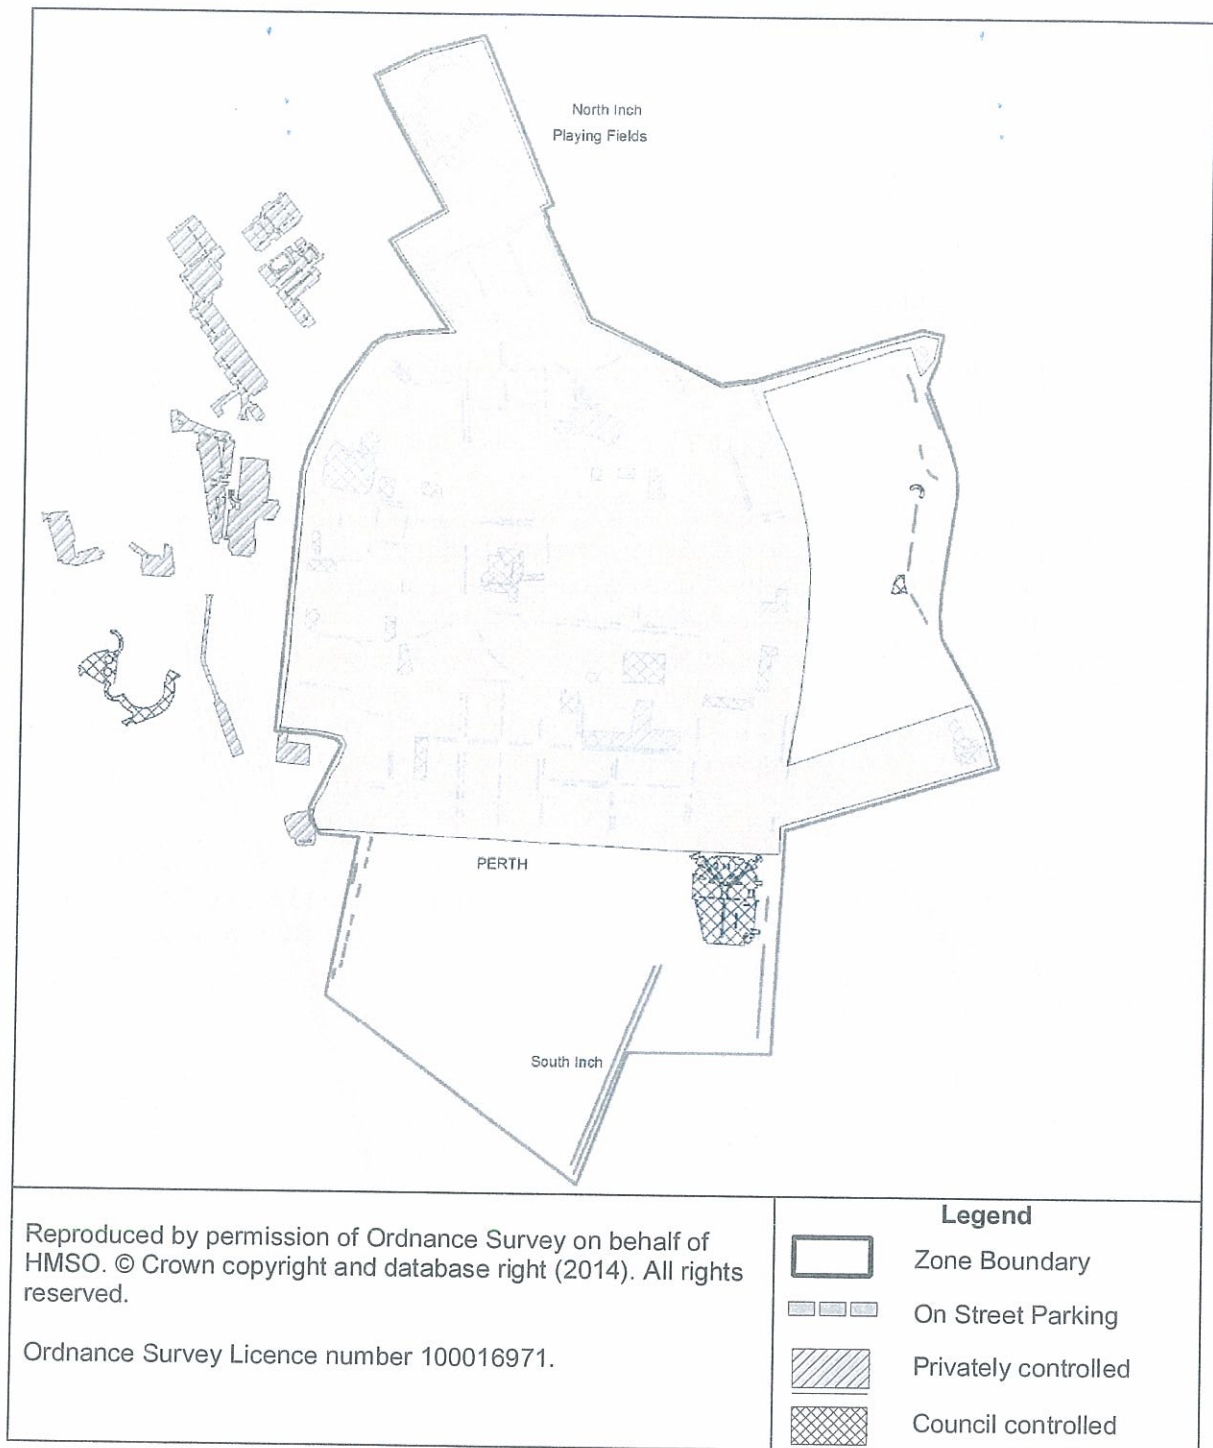 North Inch
Playing Fields
PERTH
South Inch
Reproduced by permission of Ordnance Survey on behalf of
HMSO. © Crown copyright and database right (2014). All rights
reserved.
Ordnance Survey Licence number 100016971.
Legend
Zone Boundary
On Street Parking
Privately controlled
Council controlled